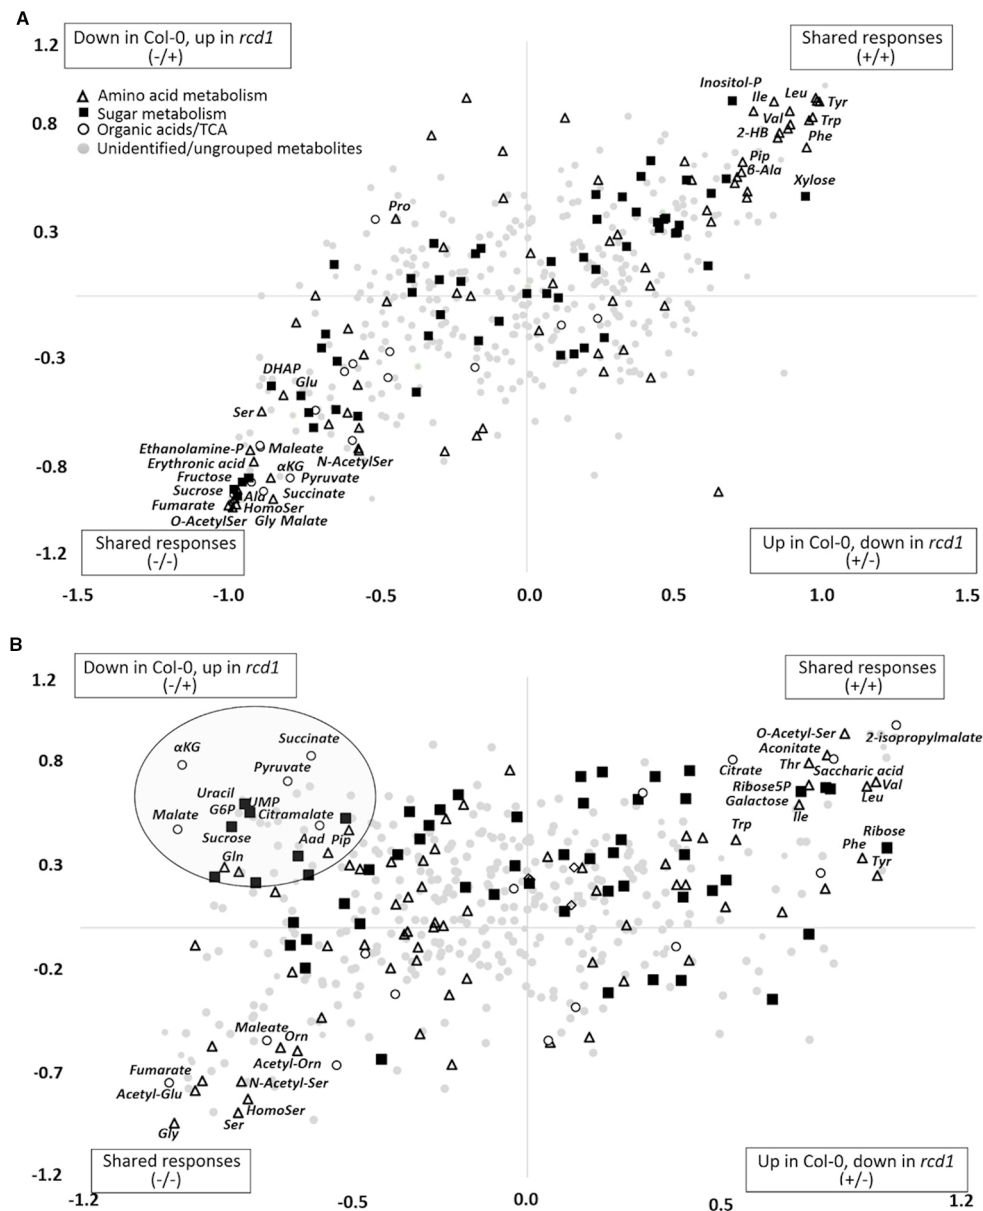 A
Down in Col-0, up in rcd1
(-/+)
Shared responses
(+/+)
Amino acid metabolism
Sugar metabolism
Organic acids/TCA
Unidentified/ungrouped metabolites
1.2
0.8
0.3
-0.3
-0.8
-1.2
Inositol-P
Ile
Leu
Tyr
Val
Trp
2-HB
Phe
Pip
β-Ala
Xylose
Pro
DHAP
Glu
Ser
Ethanolamine-P
Maleate
N-AcetylSer
Erythronic acid
αKG
Fructose
Pyruvate
Sucrose
Ala
Succinate
Fumarate
HomoSer
O-AcetylSer
Gly
Malate
Shared responses
(-/-)
Up in Col-0, down in rcd1
(+/-)
-1.5
-1.0
-0.5
0.0
0.5
1.0
1.5
B
Down in Col-0, up in rcd1
(-/+)
Shared responses
(+/+)
1.2
0.8
0.3
-0.2
-0.7
-1.2
αKG
Succinate
Pyruvate
Uracil
UMP
G6P
Citramalate
Malate
Sucrose
Aad
Pip
Gln
O-Acetyl-Ser
2-isopropylmalate
Aconitate
Citrate
Thr
Saccharic acid
Ribose5P
Val
Galactose
Leu
Ile
Trp
Ribose
Phe
Tyr
Maleate
Orn
Acetyl-Orn
Fumarate
N-Acetyl-Ser
Acetyl-Glu
HomoSer
Ser
Gly
Shared responses
(-/-)
Up in Col-0, down in rcd1
(+/-)
-1.2
-0.5
0.0
0.5
1.2